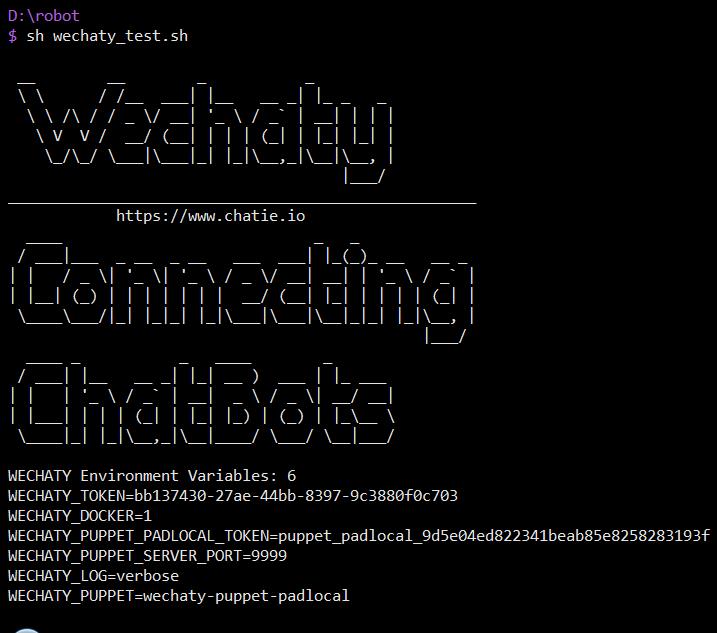 D:\robot
$ sh wechaty_test.sh
Wechaty
https://www.chatie.io
Connecting
ChatBots
WECHATY Environment Variables: 6
WECHATY_TOKEN=bb137430-27ae-44bb-8397-9c3880f0c703
WECHATY_DOCKER=1
WECHATY_PUPPET_PADLOCAL_TOKEN=puppet_padlocal_9d5e04ed822341beab85e8258283193f
WECHATY_PUPPET_SERVER_PORT=9999
WECHATY_LOG=verbose
WECHATY_PUPPET=wechaty-puppet-padlocal